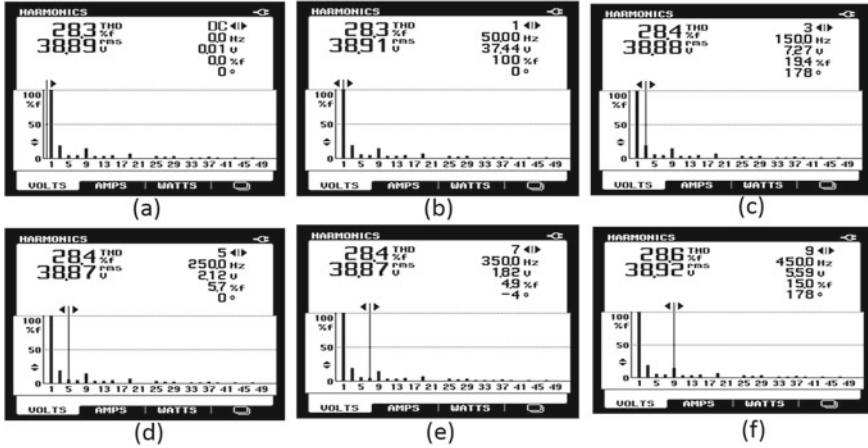 HARMONICS
28.3 THD %f
38.89 rms V
DC
0.0 Hz
0.01 V
0.0 %f
0 °
100
%f
50
0
1 5 9 13 17 21 25 29 33 37 41 45 49
VOLTS AMPS WATTS
(a)
HARMONICS
28.3 THD %f
38.91 rms V
1
50.00 Hz
37.44 V
100 %f
0 °
100
%f
50
0
1 5 9 13 17 21 25 29 33 37 41 45 49
VOLTS AMPS WATTS
(b)
HARMONICS
28.4 THD %f
38.88 rms V
3
150.0 Hz
7.27 V
19.4 %f
178 °
100
%f
50
0
1 5 9 13 17 21 25 29 33 37 41 45 49
VOLTS AMPS WATTS
(c)
HARMONICS
28.4 THD %f
38.87 rms V
5
250.0 Hz
2.12 V
5.7 %f
0 °
100
%f
50
0
1 5 9 13 17 21 25 29 33 37 41 45 49
VOLTS AMPS WATTS
(d)
HARMONICS
28.4 THD %f
38.87 rms V
7
350.0 Hz
1.82 V
4.9 %f
-4 °
100
%f
50
0
1 5 9 13 17 21 25 29 33 37 41 45 49
VOLTS AMPS WATTS
(e)
HARMONICS
28.6 THD %f
38.92 rms V
9
450.0 Hz
5.59 V
15.0 %f
178 °
100
%f
50
0
1 5 9 13 17 21 25 29 33 37 41 45 49
VOLTS AMPS WATTS
(f)